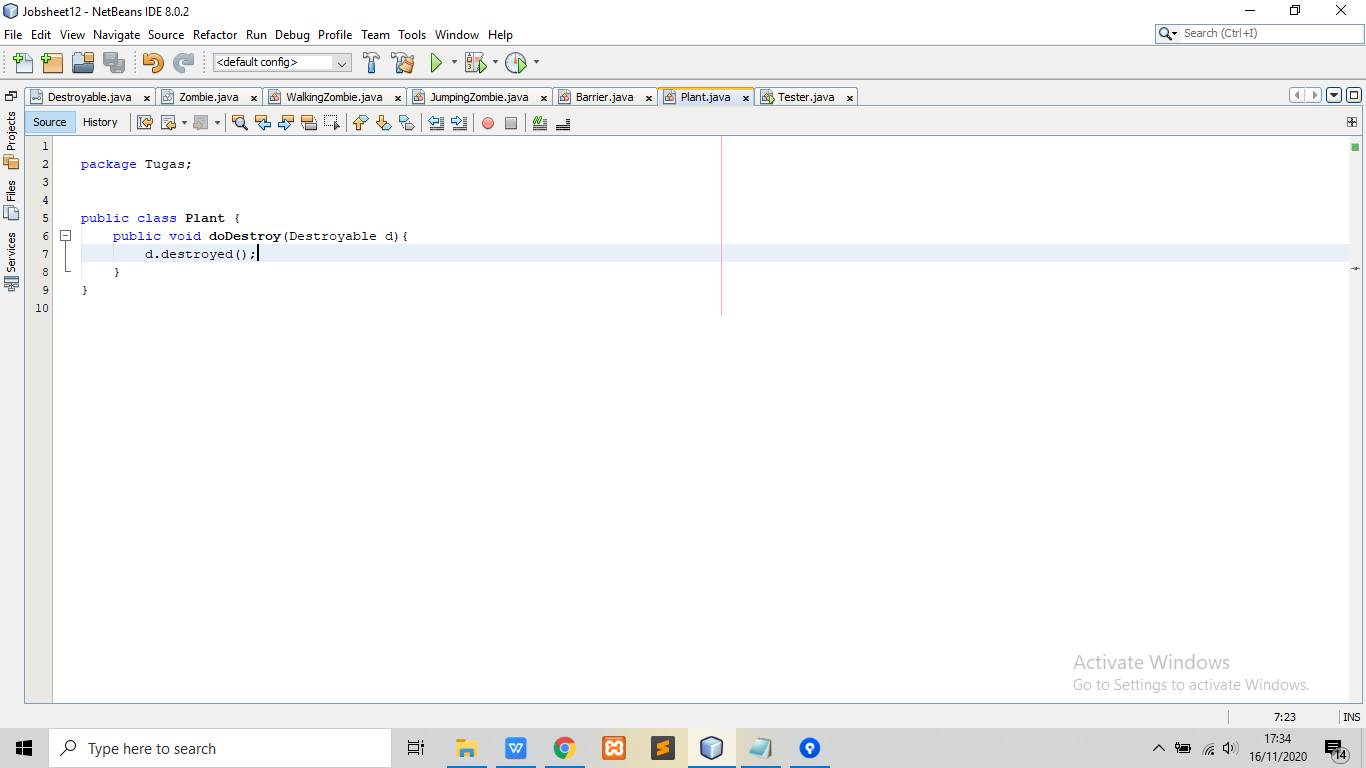 Jobsheet12 - NetBeans IDE 8.0.2
File Edit View Navigate Source Refactor Run Debug Profile Team Tools Window Help
Search (Ctrl+I)
<default config>
Destroyable.java Zombie.java WalkingZombie.java JumpingZombie.java Barrier.java Plant.java Tester.java
Source History
Projects
Files
Services
1
2 package Tugas;
3
4
5 public class Plant {
6 public void doDestroy(Destroyable d){
7 d.destroyed();
8 }
9 }
10
Activate Windows
Go to Settings to activate Windows.
7:23 INS
Type here to search
17:34
16/11/2020
14